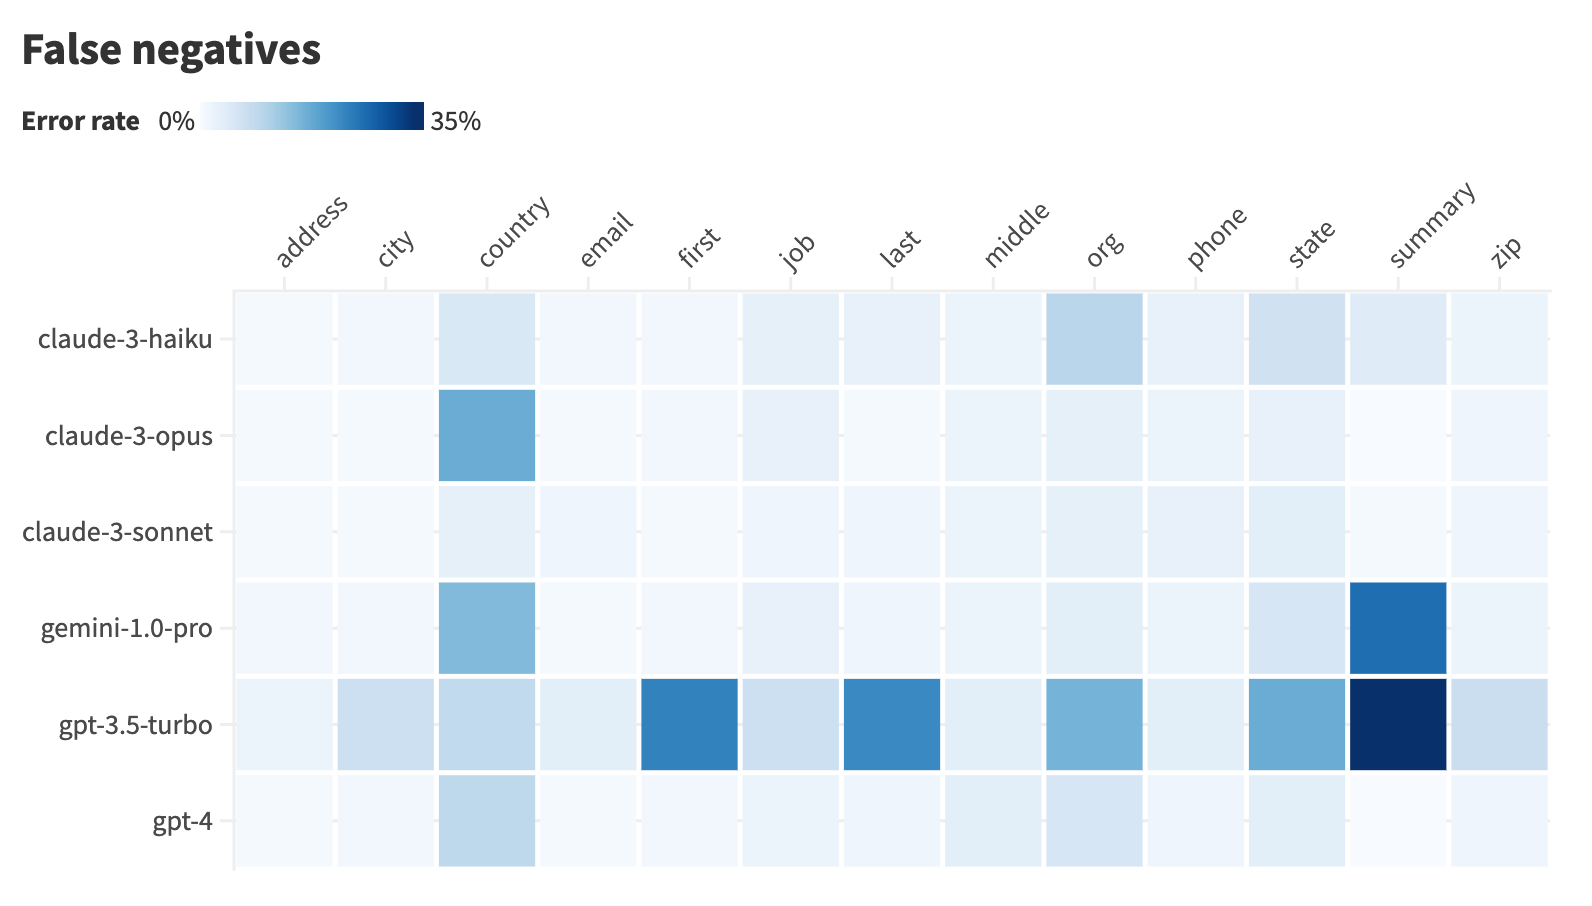 False negatives
Error rate 0% 35%
address city country email first job last middle org phone state summary zip
claude-3-haiku
claude-3-opus
claude-3-sonnet
gemini-1.0-pro
gpt-3.5-turbo
gpt-4